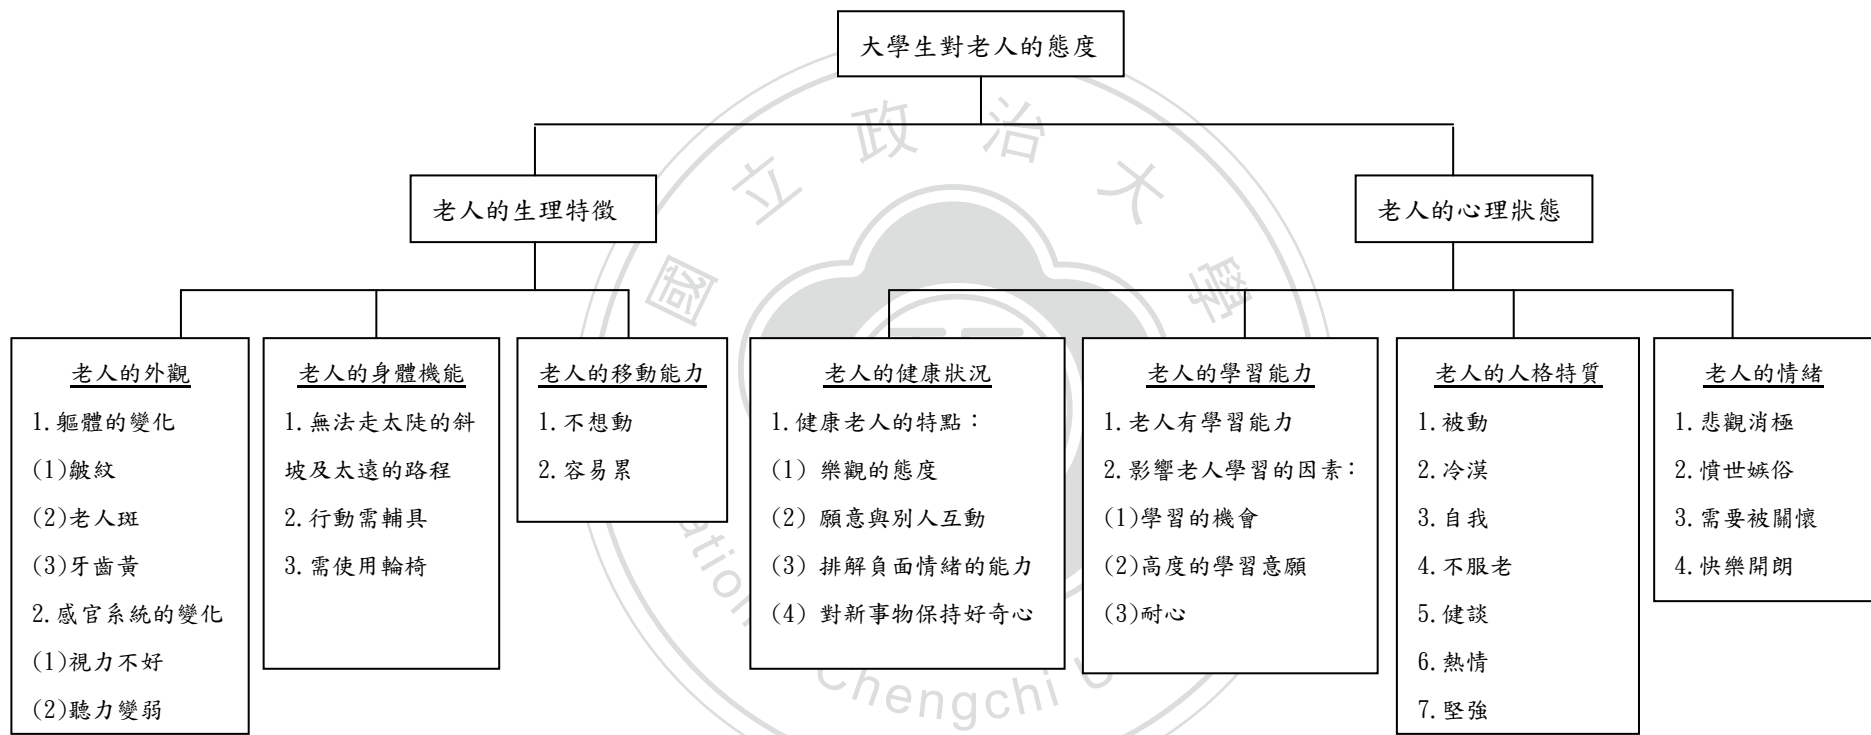 大學生對老人的態度
老人的生理特徵
老人的心理狀態
老人的外觀
1.軀體的變化
(1)皺紋
(2)老人斑
(3)牙齒黃
2.感官系統的變化
(1)視力不好
(2)聽力變弱
老人的身體機能
1.無法走太陡的斜
坡及太遠的路程
2.行動需輔具
3.需使用輪椅
老人的移動能力
1.不想動
2.容易累
老人的健康狀況
1.健康老人的特點：
(1) 樂觀的態度
(2) 願意與別人互動
(3) 排解負面情緒的能力
(4) 對新事物保持好奇心
老人的學習能力
1.老人有學習能力
2.影響老人學習的因素：
(1)學習的機會
(2)高度的學習意願
(3)耐心
老人的人格特質
1.被動
2.冷漠
3.自我
4.不服老
5.健談
6.熱情
7.堅強
老人的情緒
1.悲觀消極
2.憤世嫉俗
3.需要被關懷
4.快樂開朗
國立政治大學
Chengchi